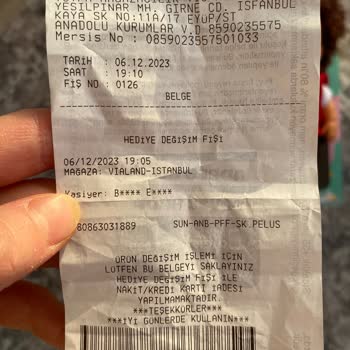 YEŞİLPINAR MH. GİRNE CD. ISFANBUL
KAYA SK NO:11A/17 EYÜP/ST
ANADOLU KURUMLAR V.D 8590235575
Mersis No : 0859023557501033
TARİH : 06.12.2023
SAAT : 19:10
FİŞ NO : 0126
BELGE
HEDİYE DEĞİŞİM FİŞİ
06/12/2023 19:05
MAĞAZA: VIALAND-ISTANBUL
Kasiyer: B**** E****
80863031889 SUN-ANB-PFF-SK PELUS
ÜRÜN DEĞİŞİM İŞLEMİ İÇİN
LÜTFEN BU BELGEYİ SAKLAYINIZ
HEDİYE DEĞİŞİM FİŞİ İLE
NAKİT/KREDİ KARTI İADESİ
YAPILMAMAKTADIR.
***TEŞEKKÜRLER***
***İYİ GÜNLERDE KULLANIN***